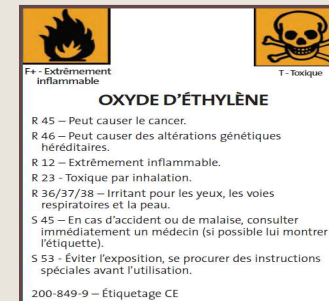 F+ - Extrêmement
inflammable
T - Toxique
OXYDE D'ÉTHYLÈNE
R 45 – Peut causer le cancer.
R 46 – Peut causer des altérations génétiques
héréditaires.
R 12 – Extrêmement inflammable.
R 23 - Toxique par inhalation.
R 36/37/38 – Irritant pour les yeux, les voies
respiratoires et la peau.
S 45 – En cas d'accident ou de malaise, consulter
immédiatement un médecin (si possible lui montrer
l'étiquette).
S 53 - Éviter l'exposition, se procurer des instructions
spéciales avant l'utilisation.
200-849-9 – Étiquetage CE